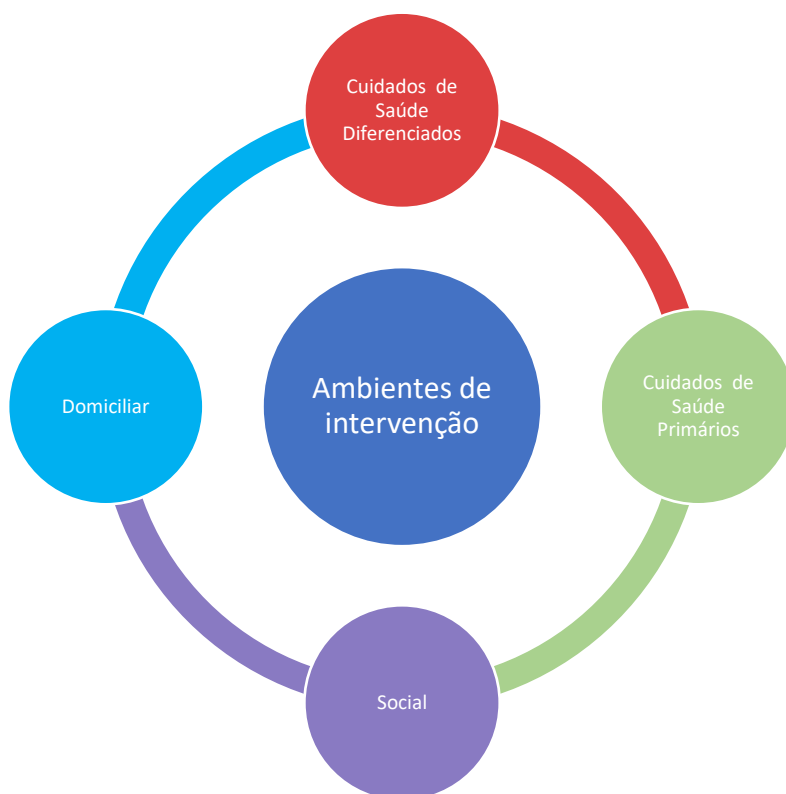 Cuidados de
Saúde
Diferenciados
Domiciliar
Ambientes de
intervenção
Cuidados de
Saúde
Primários
Social